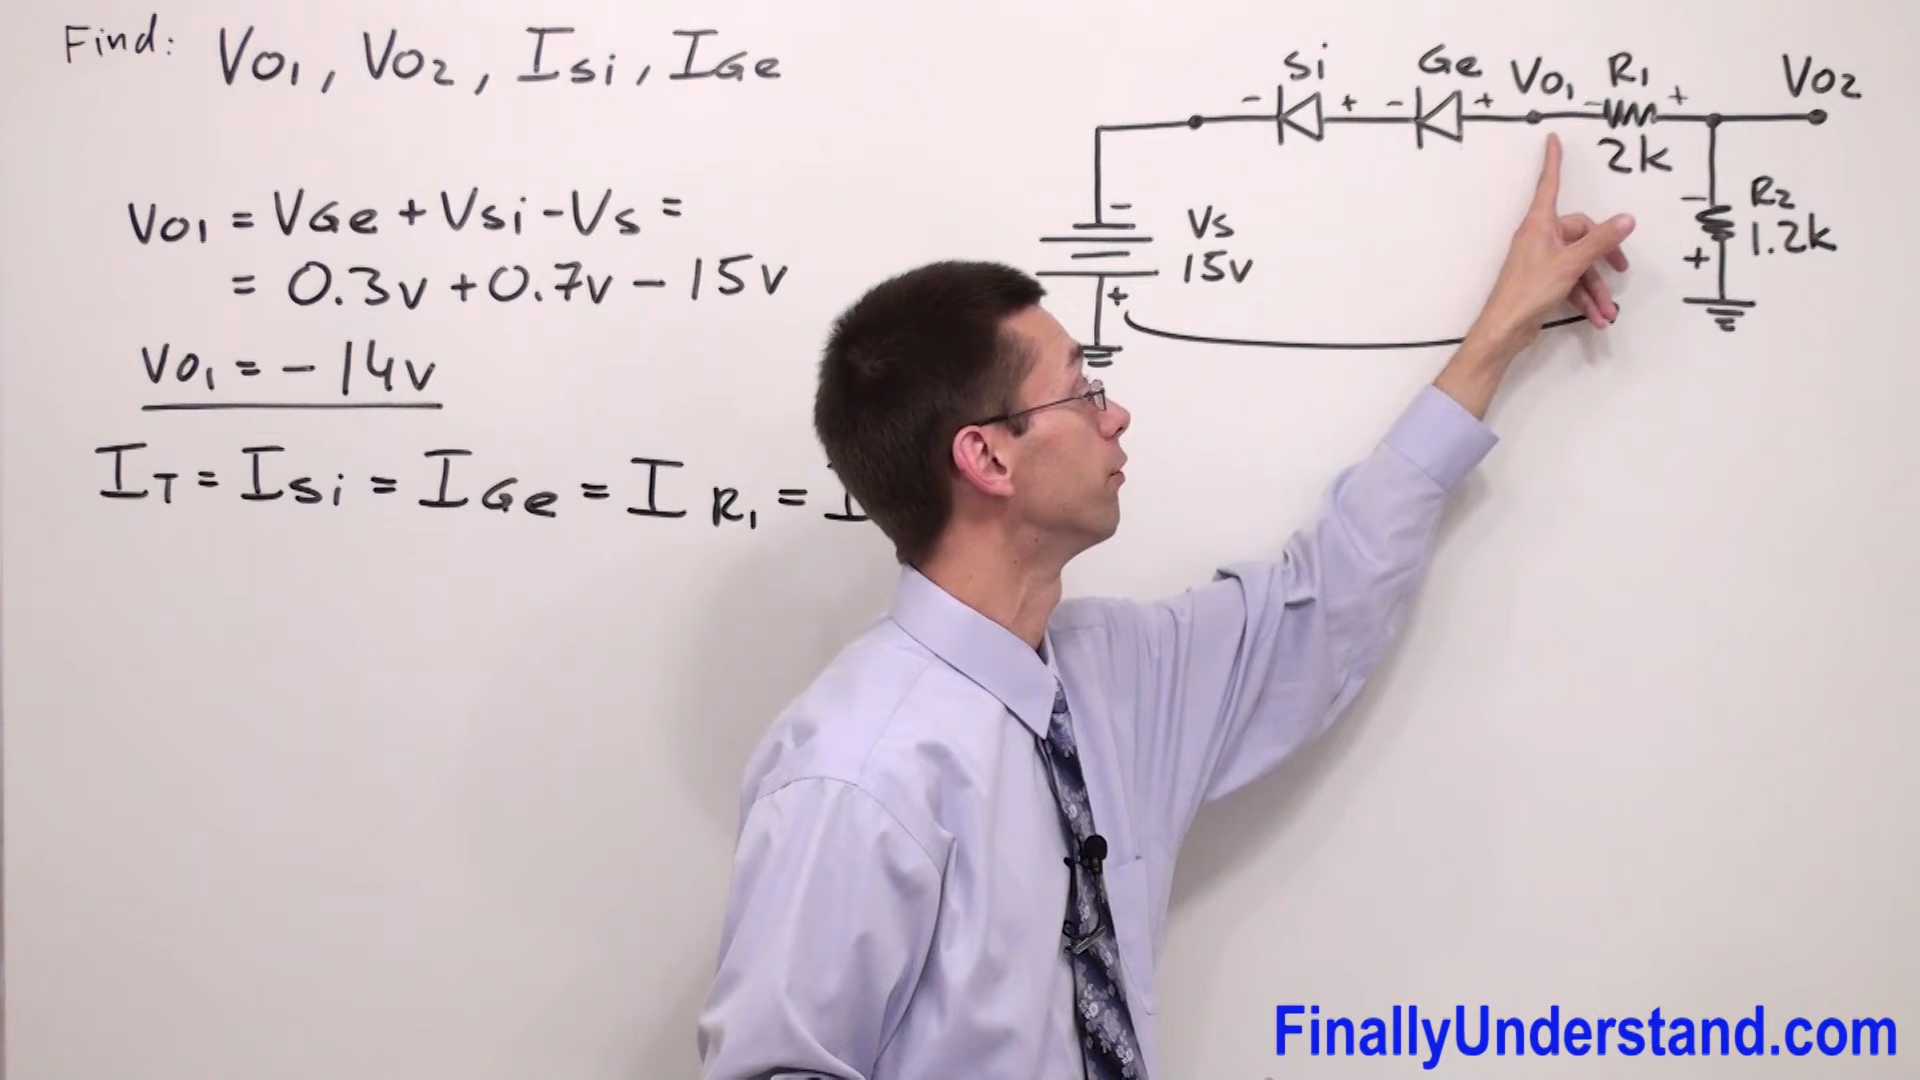 Find: Vo1, Vo2, ISi, IGe
Vo1 = VGe + VSi - Vs =
= 0.3v + 0.7v - 15v
Vo1 = - 14v
IT = ISi = IGe = I R1 = I
Si Ge Vo1 R1 Vo2
- + - + - +
2k
- Vs - R2
15v + 1.2k
+
FinallyUnderstand.com